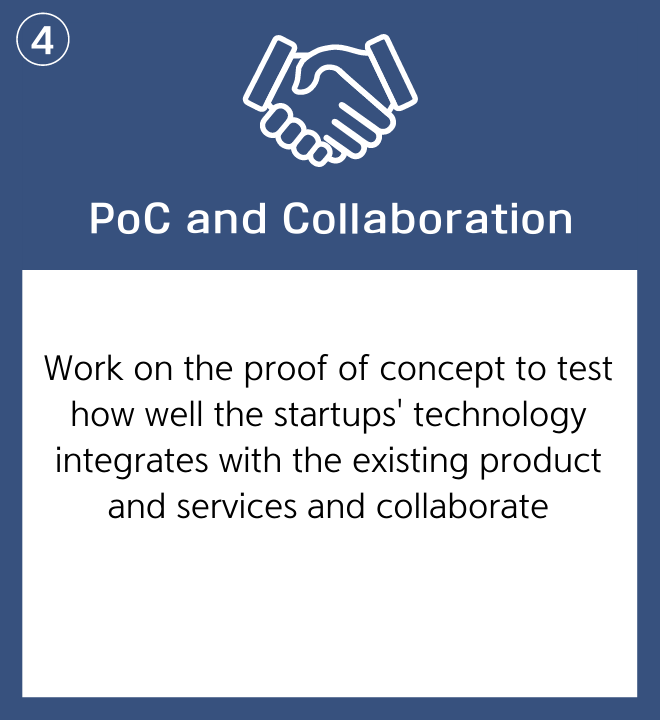 4
PoC and Collaboration
Work on the proof of concept to test
how well the startups' technology
integrates with the existing product
and services and collaborate